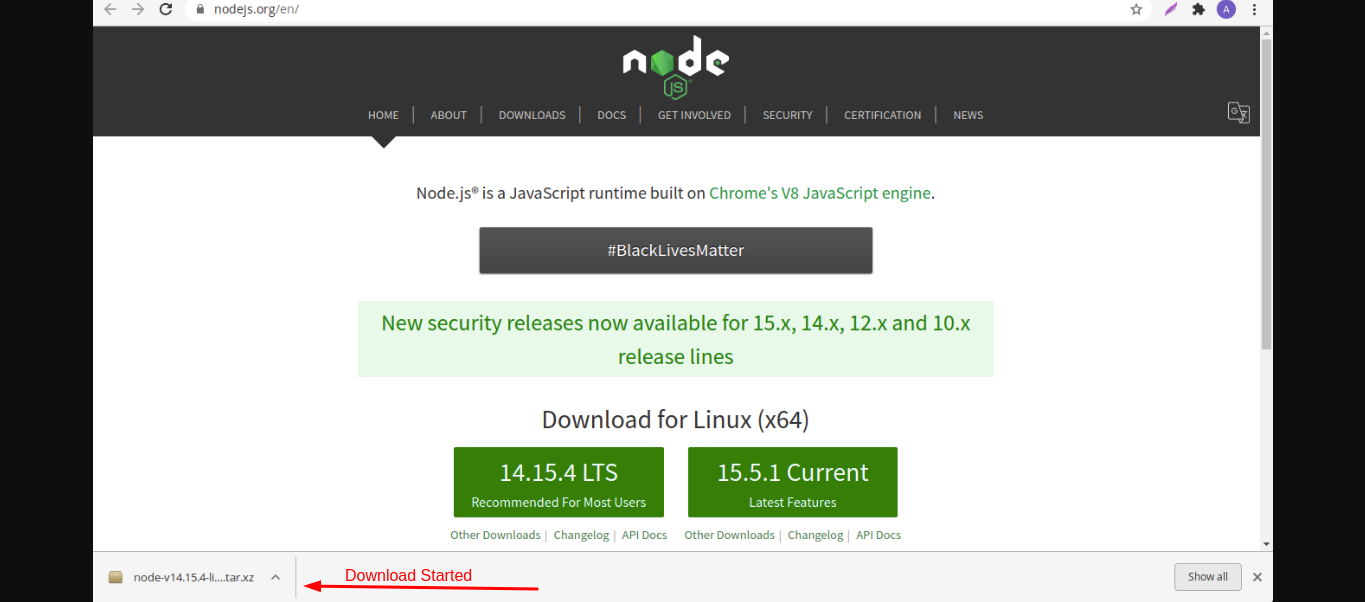 nodejs.org/en/
A
node
JS
HOME | ABOUT | DOWNLOADS | DOCS | GET INVOLVED | SECURITY | CERTIFICATION | NEWS
Node.js® is a JavaScript runtime built on Chrome's V8 JavaScript engine.
#BlackLivesMatter
New security releases now available for 15.x, 14.x, 12.x and 10.x
release lines
Download for Linux (x64)
14.15.4 LTS
Recommended For Most Users
15.5.1 Current
Latest Features
Other Downloads | Changelog | API Docs
Other Downloads | Changelog | API Docs
node-v14.15.4-li....tar.xz
Download Started
Show all